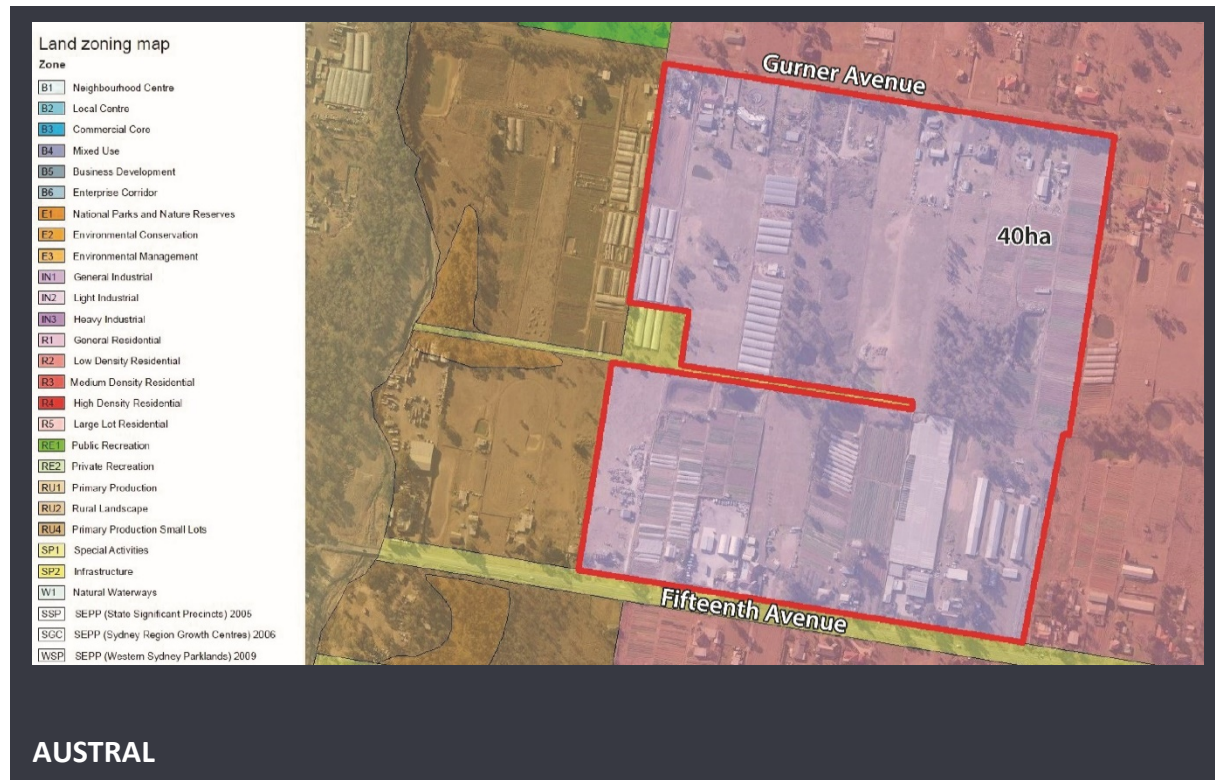 Land zoning map
Zone
B1 Neighbourhood Centre
B2 Local Centre
B3 Commercial Core
B4 Mixed Use
B5 Business Development
B6 Enterprise Corridor
E1 National Parks and Nature Reserves
E2 Environmental Conservation
E3 Environmental Management
IN1 General Industrial
IN2 Light Industrial
IN3 Heavy Industrial
R1 General Residential
R2 Low Density Residential
R3 Medium Density Residential
R4 High Density Residential
R5 Large Lot Residential
RE1 Public Recreation
RE2 Private Recreation
RU1 Primary Production
RU2 Rural Landscape
RU4 Primary Production Small Lots
SP1 Special Activities
SP2 Infrastructure
W1 Natural Waterways
SSP SEPP (State Significant Precincts) 2005
SGC SEPP (Sydney Region Growth Centres) 2006
WSP SEPP (Western Sydney Parklands) 2009
Gurner Avenue
40ha
Fifteenth Avenue
AUSTRAL